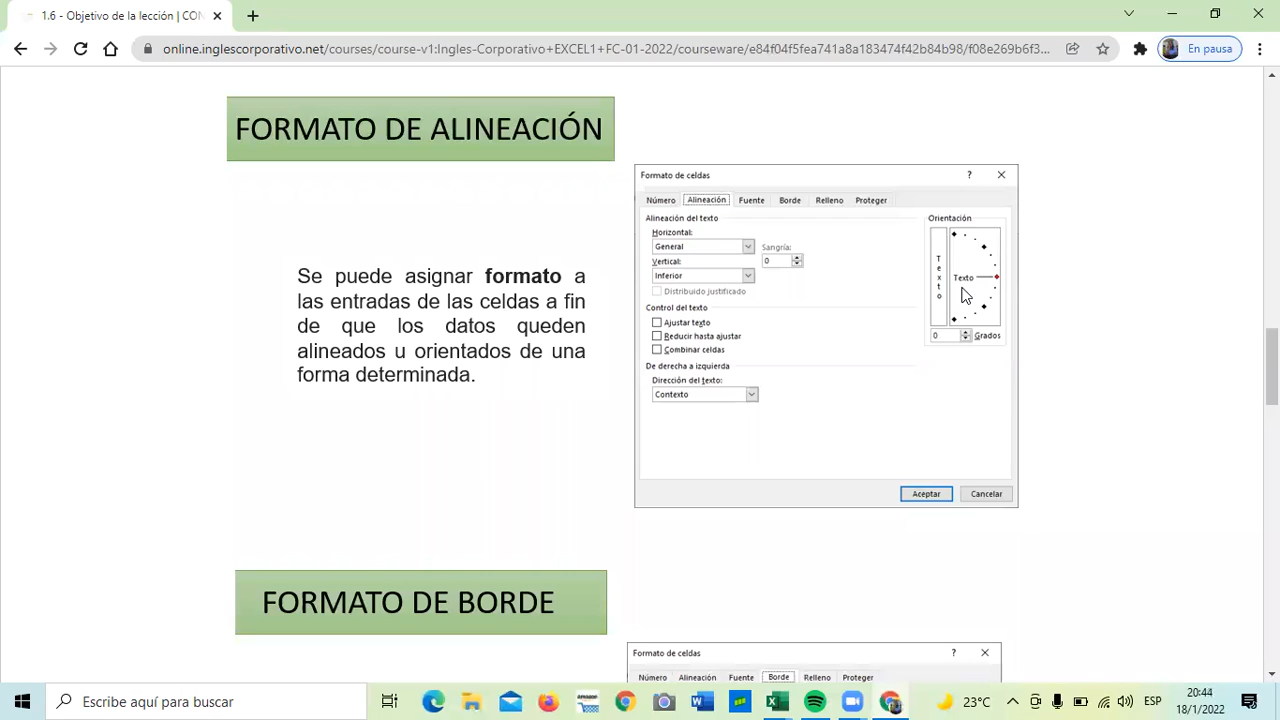 1.6 - Objetivo de la lección | CON
online.inglescorporativo.net/courses/course-v1:Ingles-Corporativo+EXCEL1+FC-01-2022/courseware/e84f04f5fea741a8a183474f42b84b98/f08e269b6f3...
En pausa
FORMATO DE ALINEACIÓN
Se puede asignar formato a
las entradas de las celdas a fin
de que los datos queden
alineados u orientados de una
forma determinada.
Formato de celdas
?
Número Alineación Fuente Borde Relleno Proteger
Alineación del texto
Horizontal:
General
Sangría:
0
Vertical:
Inferior
Distribuido justificado
Control del texto
Ajustar texto
Reducir hasta ajustar
Combinar celdas
De derecha a izquierda
Dirección del texto:
Contexto
Orientación
Texto
Texto
0 Grados
Aceptar Cancelar
FORMATO DE BORDE
Formato de celdas
?
Número Alineación Fuente Borde Relleno Proteger
Escribe aquí para buscar
amazon
23°C
ESP
20:44
18/1/2022